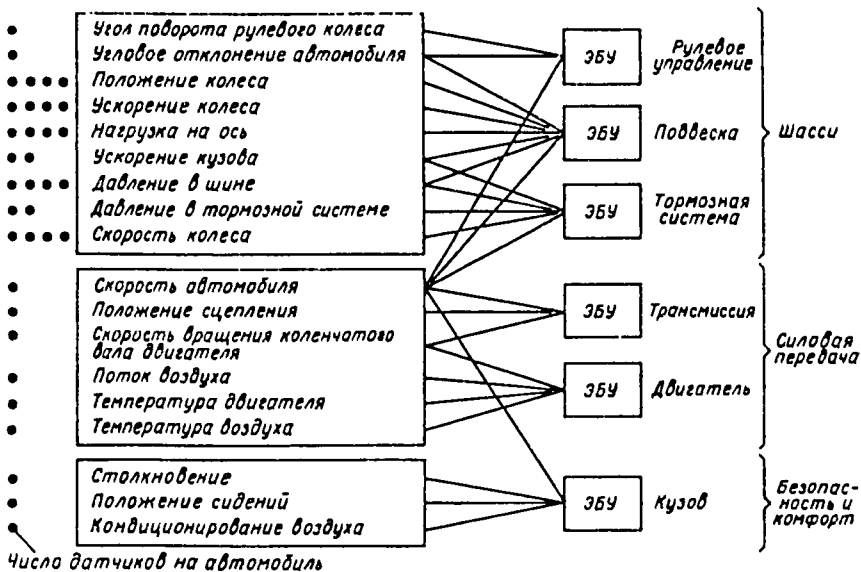 Угол поворота рулевого колеса
Угловое отклонение автомобиля
Положение колеса
Ускорение колеса
Нагрузка на ось
Ускорение кузова
Давление в шине
Давление в тормозной системе
Скорость колеса
ЭБУ
Рулевое
управление
ЭБУ
Подвеска
ЭБУ
Тормозная
система
Шасси
Скорость автомобиля
Положение сцепления
Скорысть вращения коленчатого
вала двигателя
Поток воздуха
Температура двигателя
Температура воздуха
ЭБУ
Трансмиссия
ЭБУ
Двигатель
Силовая
передача
Столкновение
Положение сидений
Кондиционирование воздуха
ЭБУ
Кузов
Безопас-
ность и
комфорт
Число датчиков на автомобиль